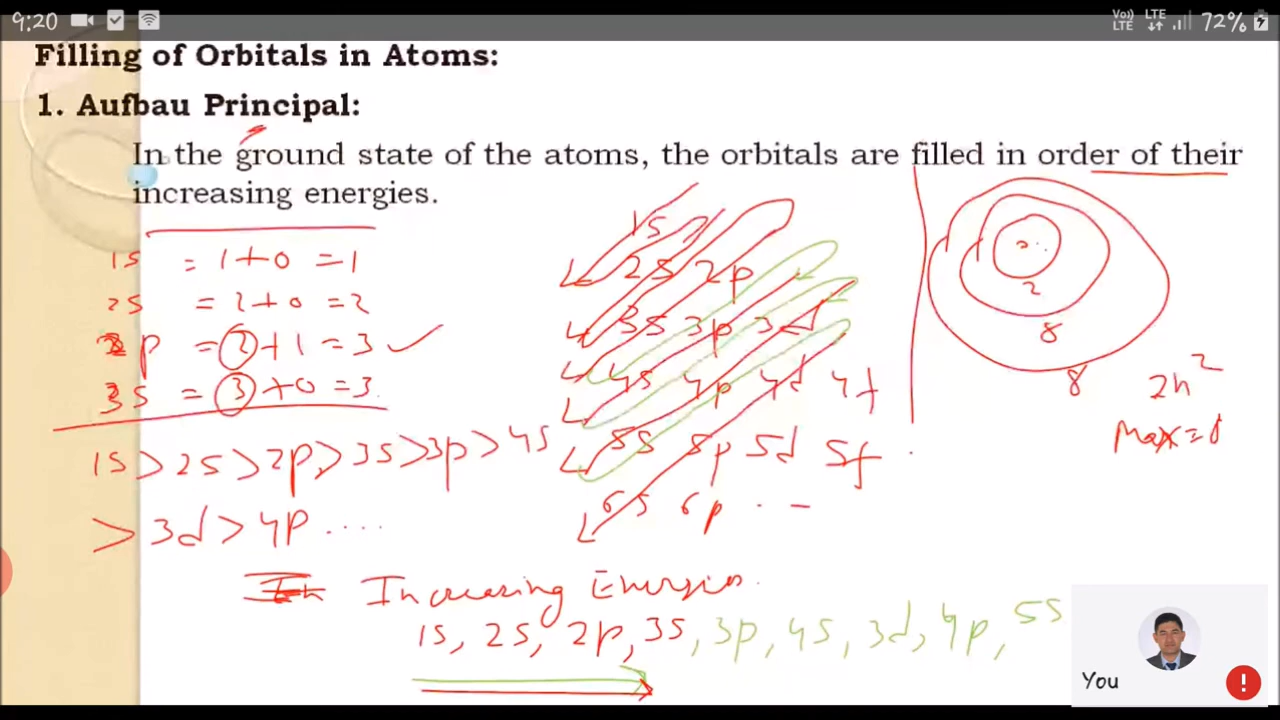 9:20 Vo) LTE LTE 72%
Filling of Orbitals in Atoms:
1. Aufbau Principal:
In the ground state of the atoms, the orbitals are filled in order of their
increasing energies.
1s = 1+0 = 1
2s = 2+0 = 2
2p = 2+1 = 3 ✓
3s = 3+0 = 3
1s > 2s > 2p > 3s > 3p > 4s
> 3d > 4p ....
1s
2s 2p
3s 3p 3d
4s 4p 4d 4f
5s 5p 5d 5f
6s 6p . . –
2
8
8
2n²
Max = 8
Increasing Energies
1s, 2s, 2p, 3s, 3p, 4s, 3d, 4p, 5s
You